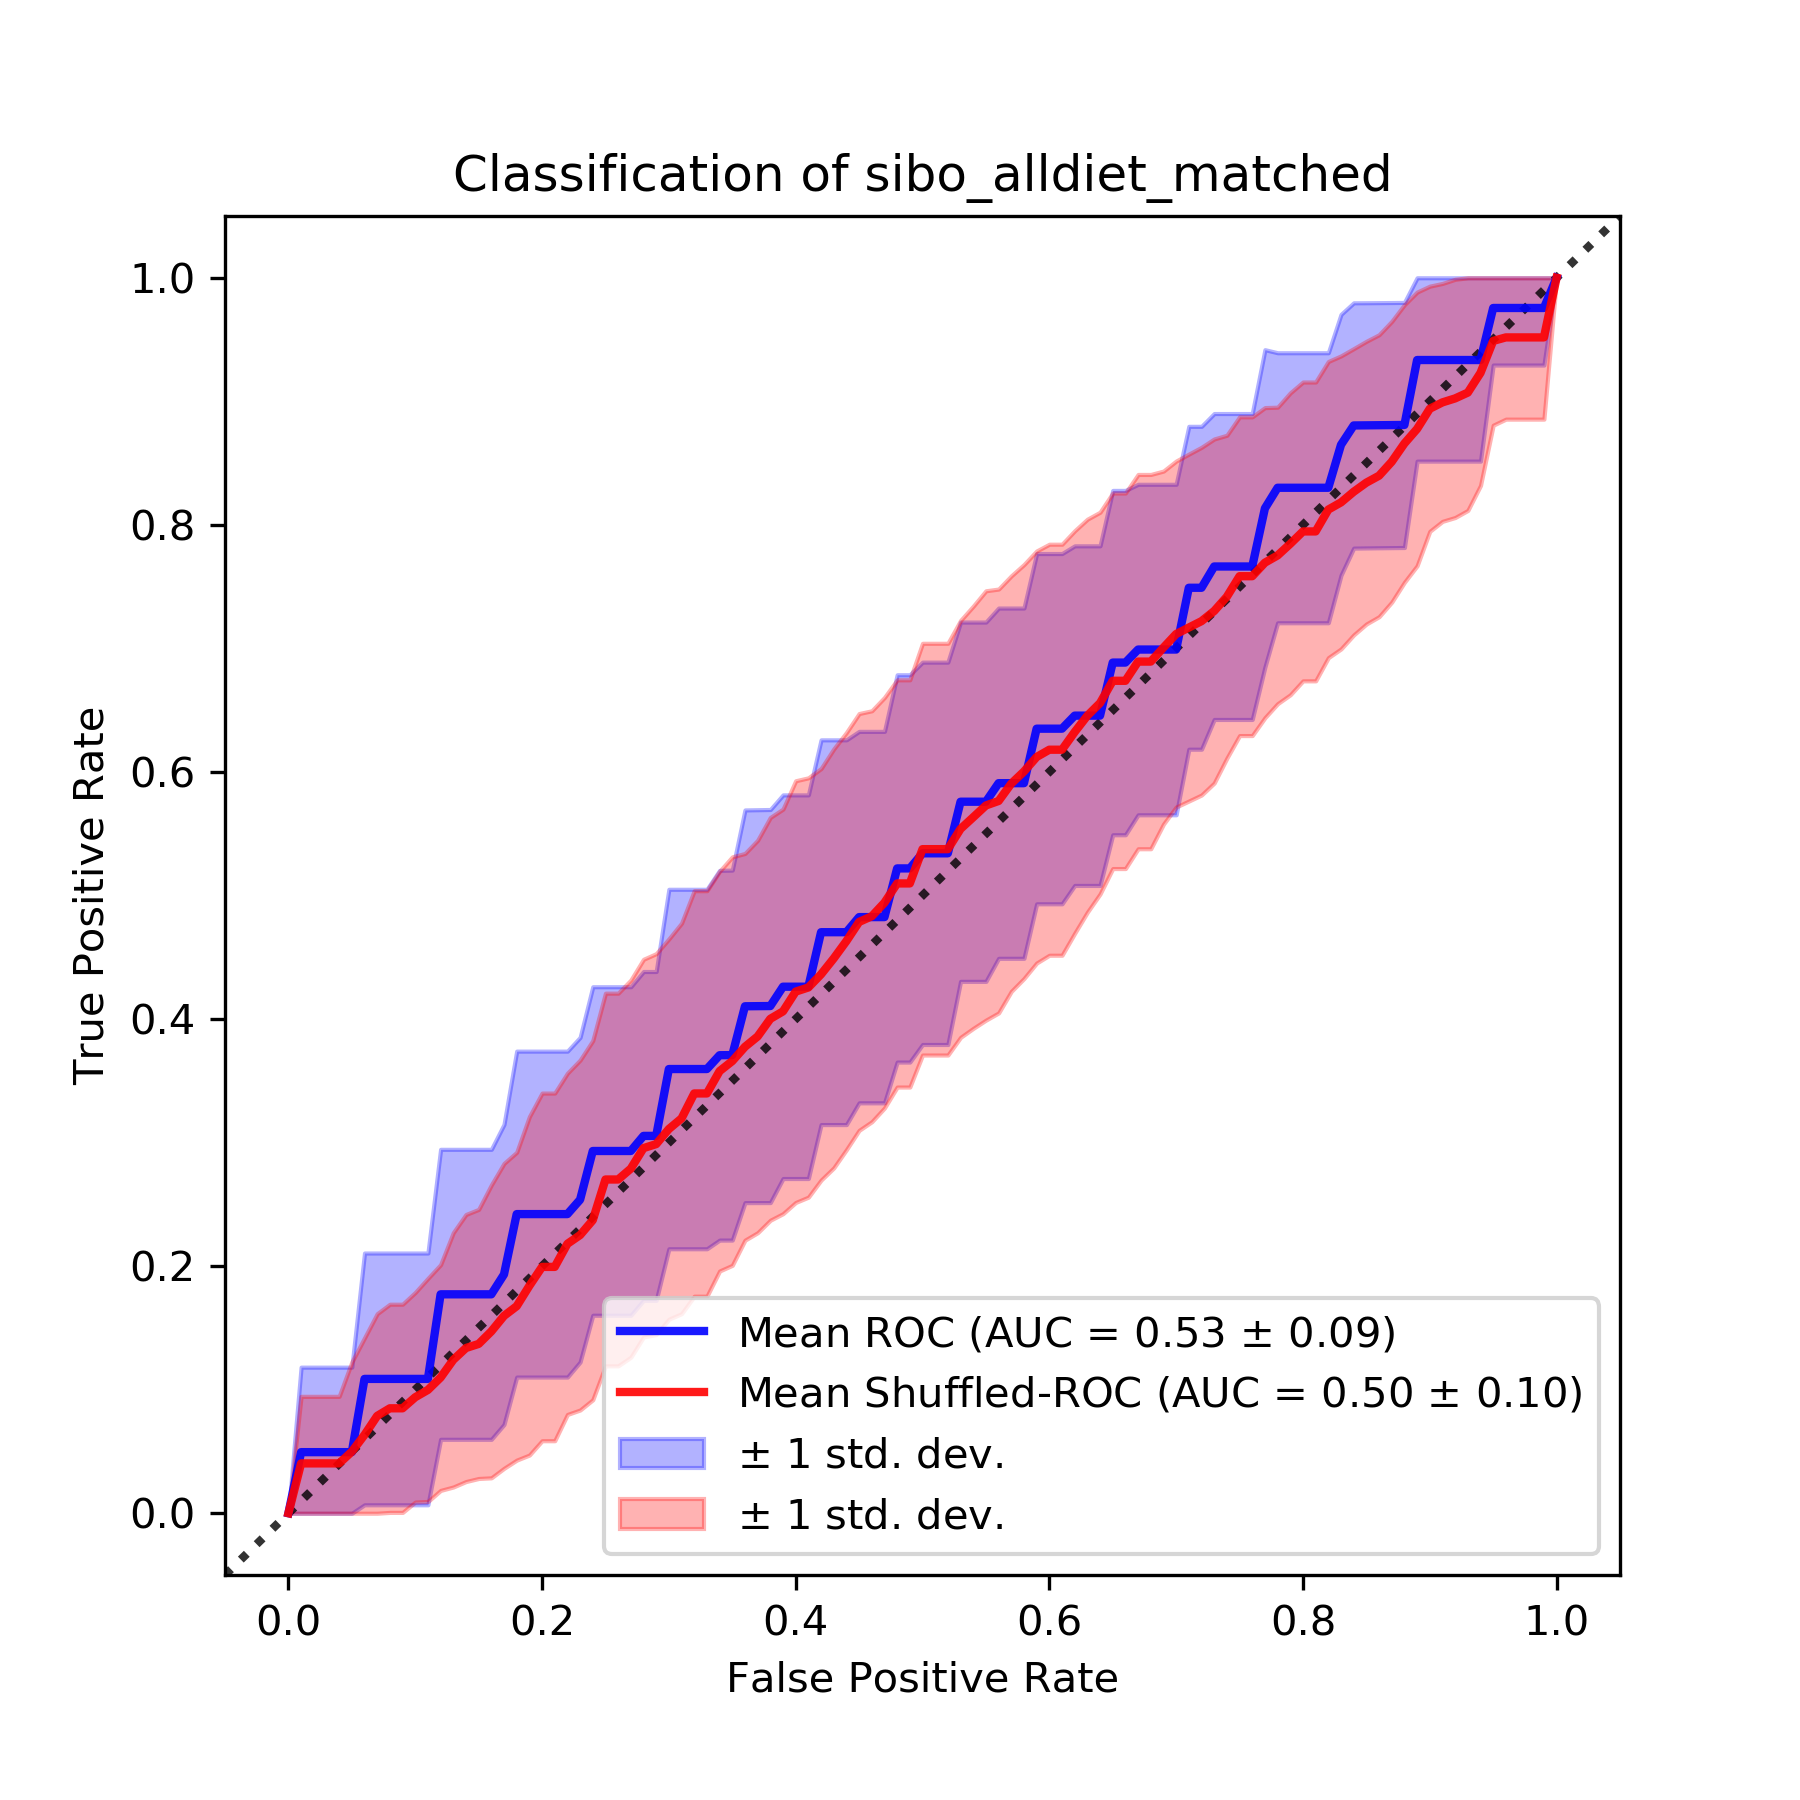 Classification of sibo_alldiet_matched
1.0
0.8
0.6
0.4
0.2
0.0
True Positive Rate
Mean ROC (AUC = 0.53 ± 0.09)
Mean Shuffled-ROC (AUC = 0.50 ± 0.10)
± 1 std. dev.
± 1 std. dev.
0.0 0.2 0.4 0.6 0.8 1.0
False Positive Rate